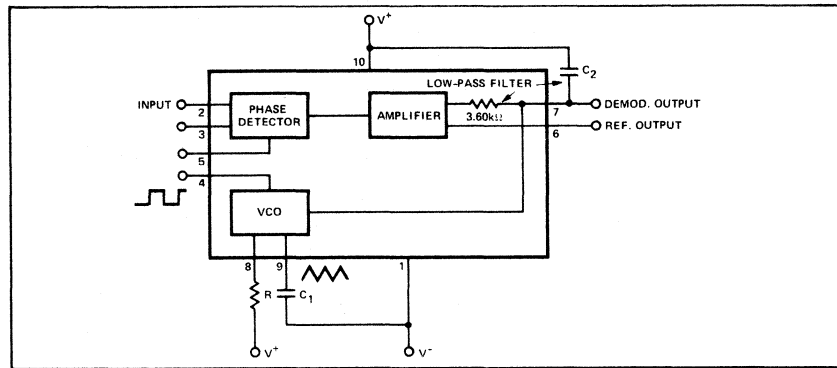 V+
10
C2
LOW-PASS FILTER
INPUT
2
PHASE
DETECTOR
AMPLIFIER
3.60kΩ
7
DEMOD. OUTPUT
3
6
REF. OUTPUT
5
4
VCO
8
9
1
R
C1
V+
V-